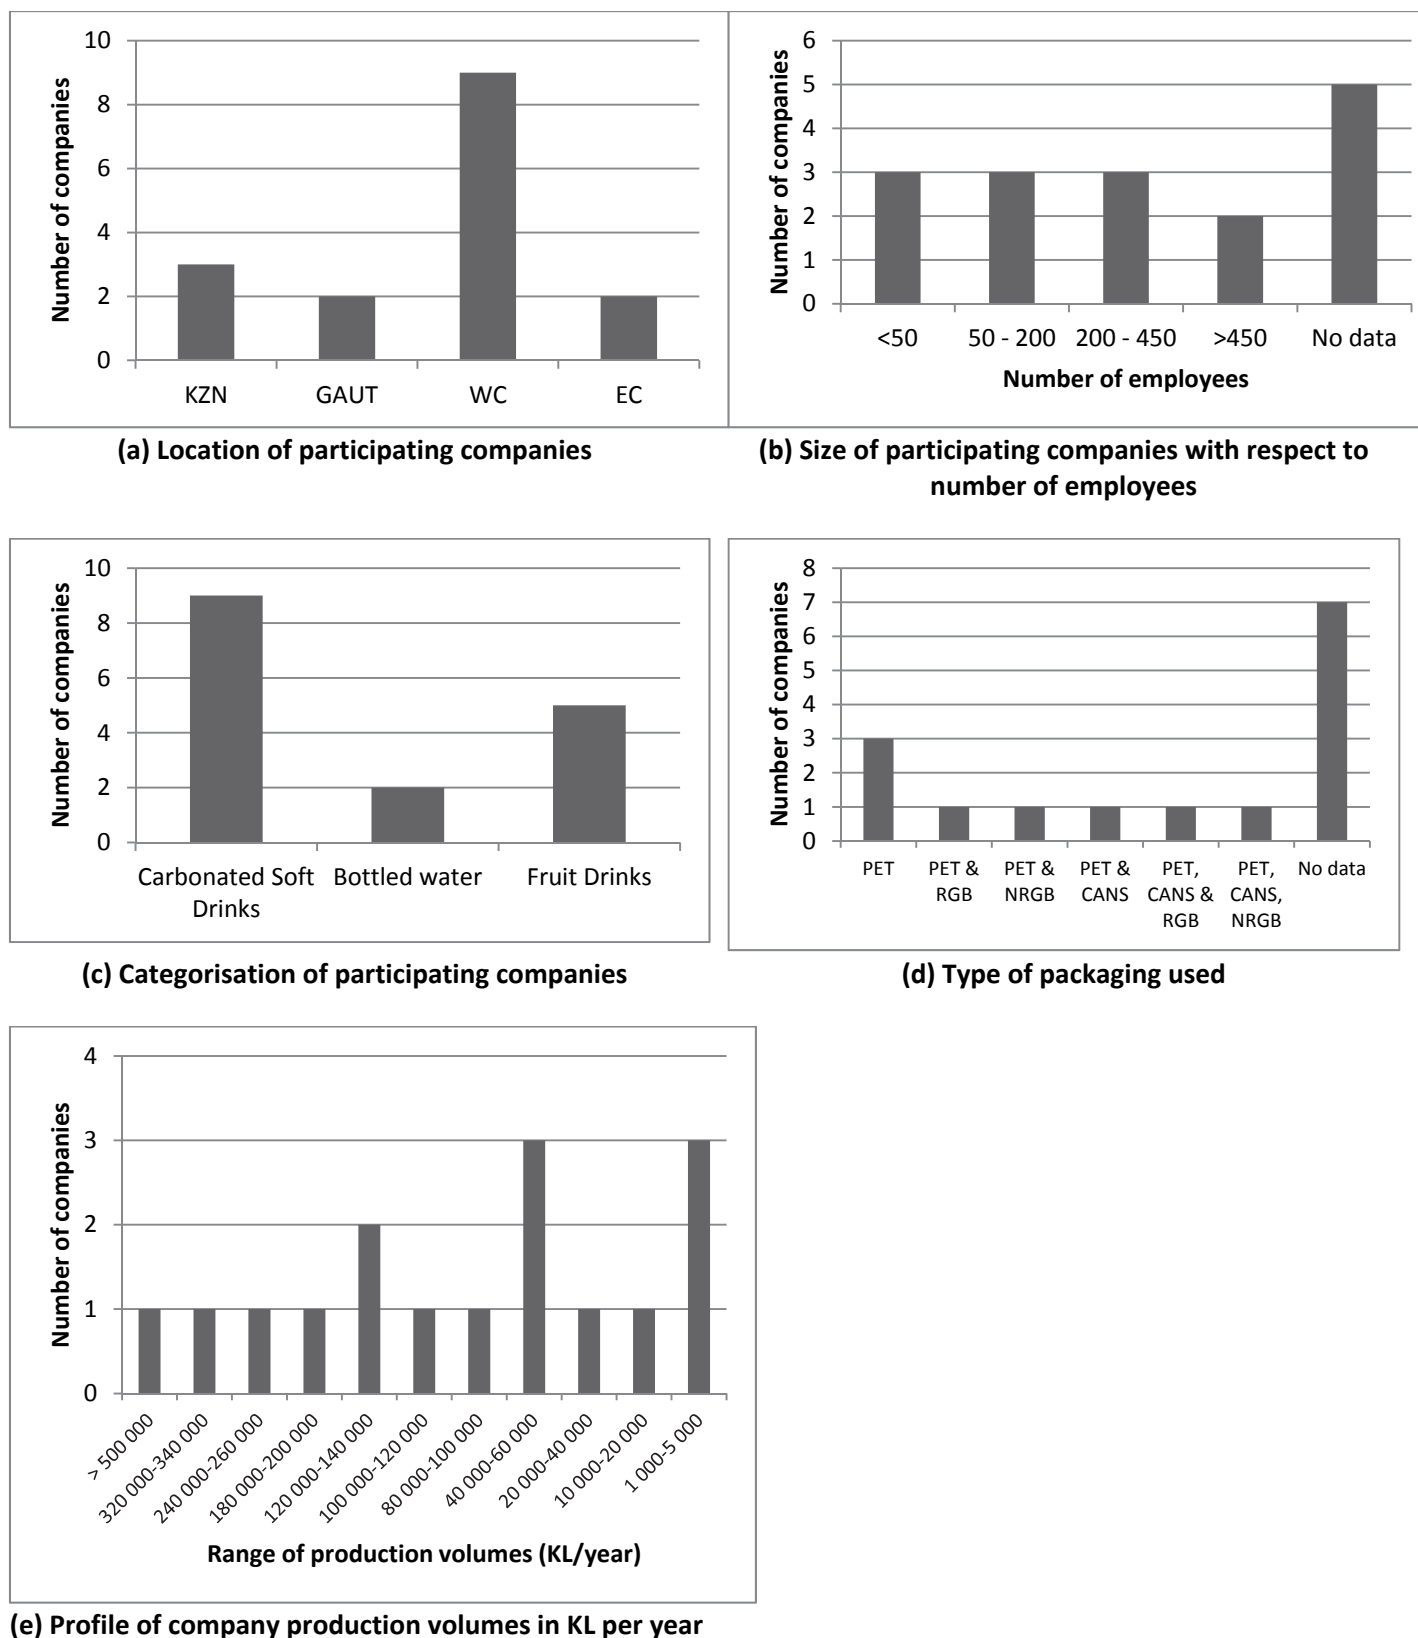 10
8
6
4
2
0
Number of companies
KZN GAUT WC EC
(a) Location of participating companies
6
5
4
3
2
1
0
Number of companies
<50 50 - 200 200 - 450 >450 No data
Number of employees
(b) Size of participating companies with respect to
number of employees
10
8
6
4
2
0
Number of companies
Carbonated Soft Bottled water Fruit Drinks
Drinks
(c) Categorisation of participating companies
8
7
6
5
4
3
2
1
0
Number of companies
PET PET & PET & PET & PET, PET, No data
RGB NRGB CANS CANS & CANS,
RGB NRGB
(d) Type of packaging used
4
3
2
1
0
Number of companies
> 500 000
320 000-340 000
240 000-260 000
180 000-200 000
120 000-140 000
100 000-120 000
80 000-100 000
40 000-60 000
20 000-40 000
10 000-20 000
1 000-5 000
Range of production volumes (KL/year)
(e) Profile of company production volumes in KL per year